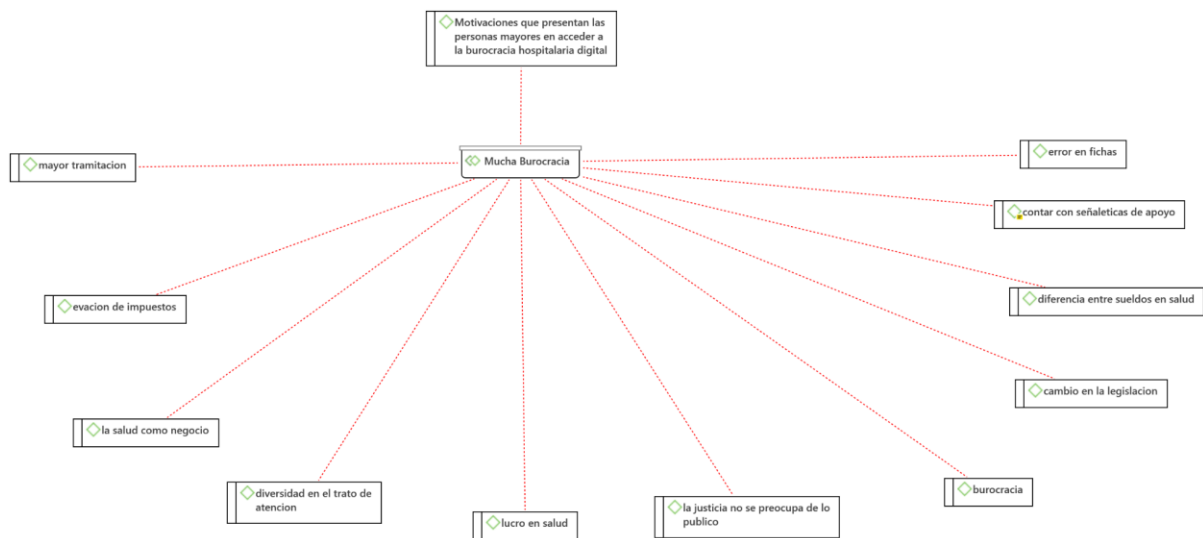 Motivaciones que presentan las
personas mayores en acceder a
la burocracia hospitalaria digital
mayor tramitacion
Mucha Burocracia
error en fichas
contar con señaleticas de apoyo
evacion de impuestos
diferencia entre sueldos en salud
cambio en la legislacion
la salud como negocio
diversidad en el trato de
atencion
lucro en salud
la justicia no se preocupa de lo
publico
burocracia